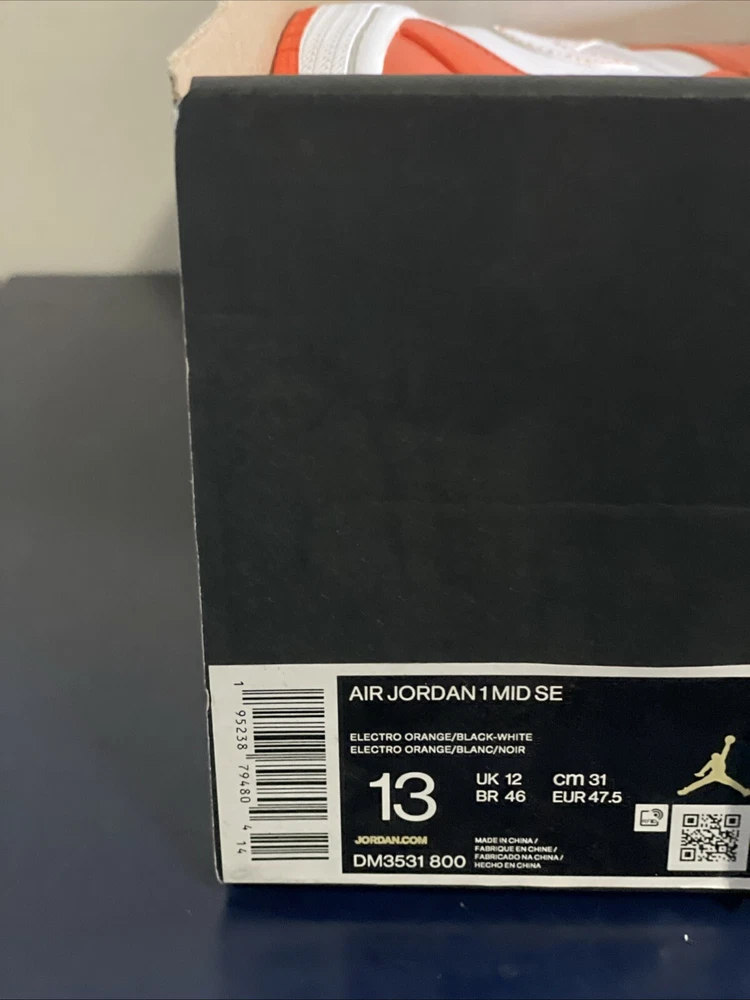 AIR JORDAN 1 MID SE
ELECTRO ORANGE/BLACK-WHITE
ELECTRO ORANGE/BLANC/NOIR
13
UK 12
cm 31
BR 46
EUR 47.5
JORDAN.COM
DM3531 800
MADE IN CHINA /
FABRIQUE EN CHINE /
FABRICADO NA CHINA /
HECHO EN CHINA
1 95238 79480 4 14